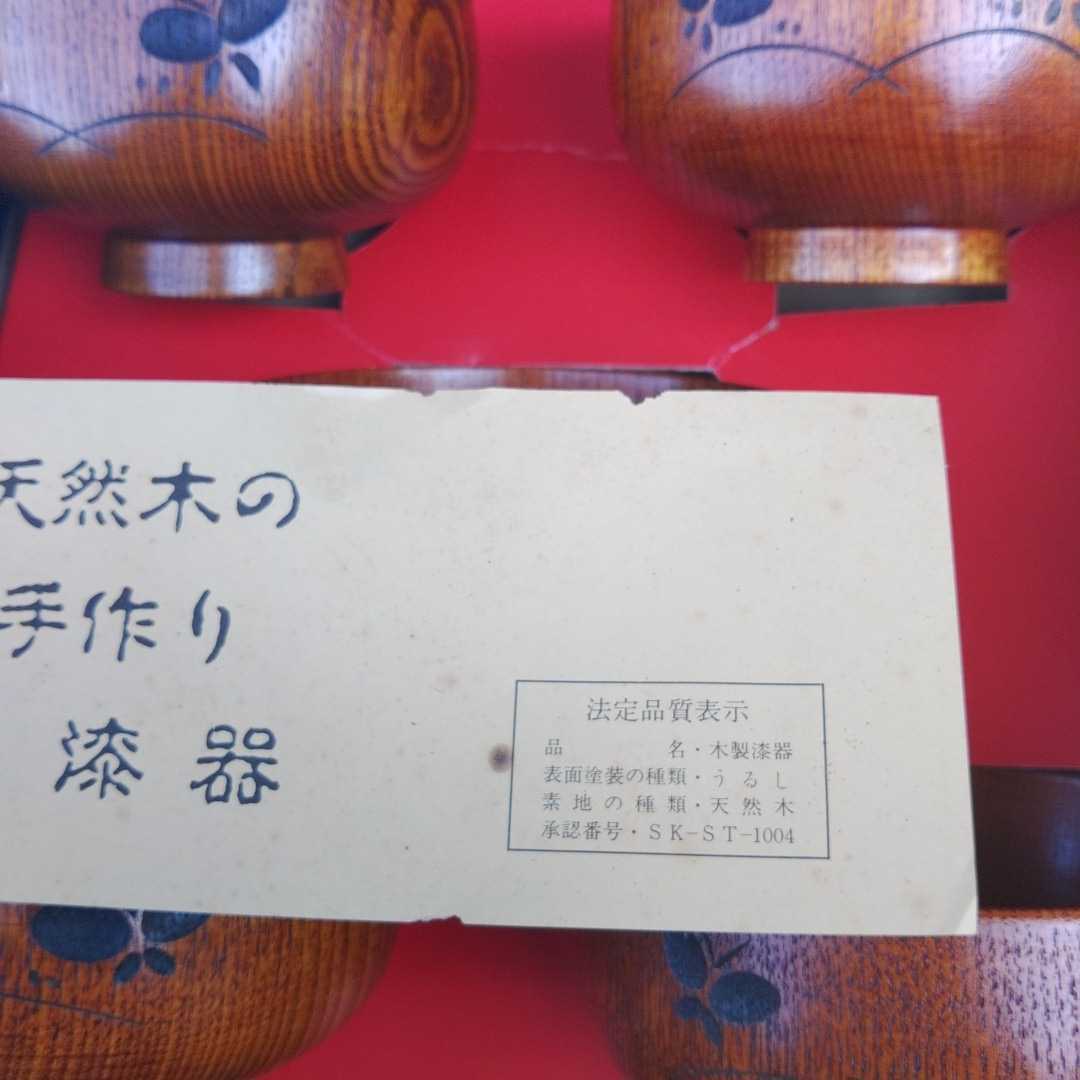 天然木の
手作り
漆器
法定品質表示
品名・木製漆器
表面塗装の種類・うるし
素地の種類・天然木
承認番号・SK-ST-1004